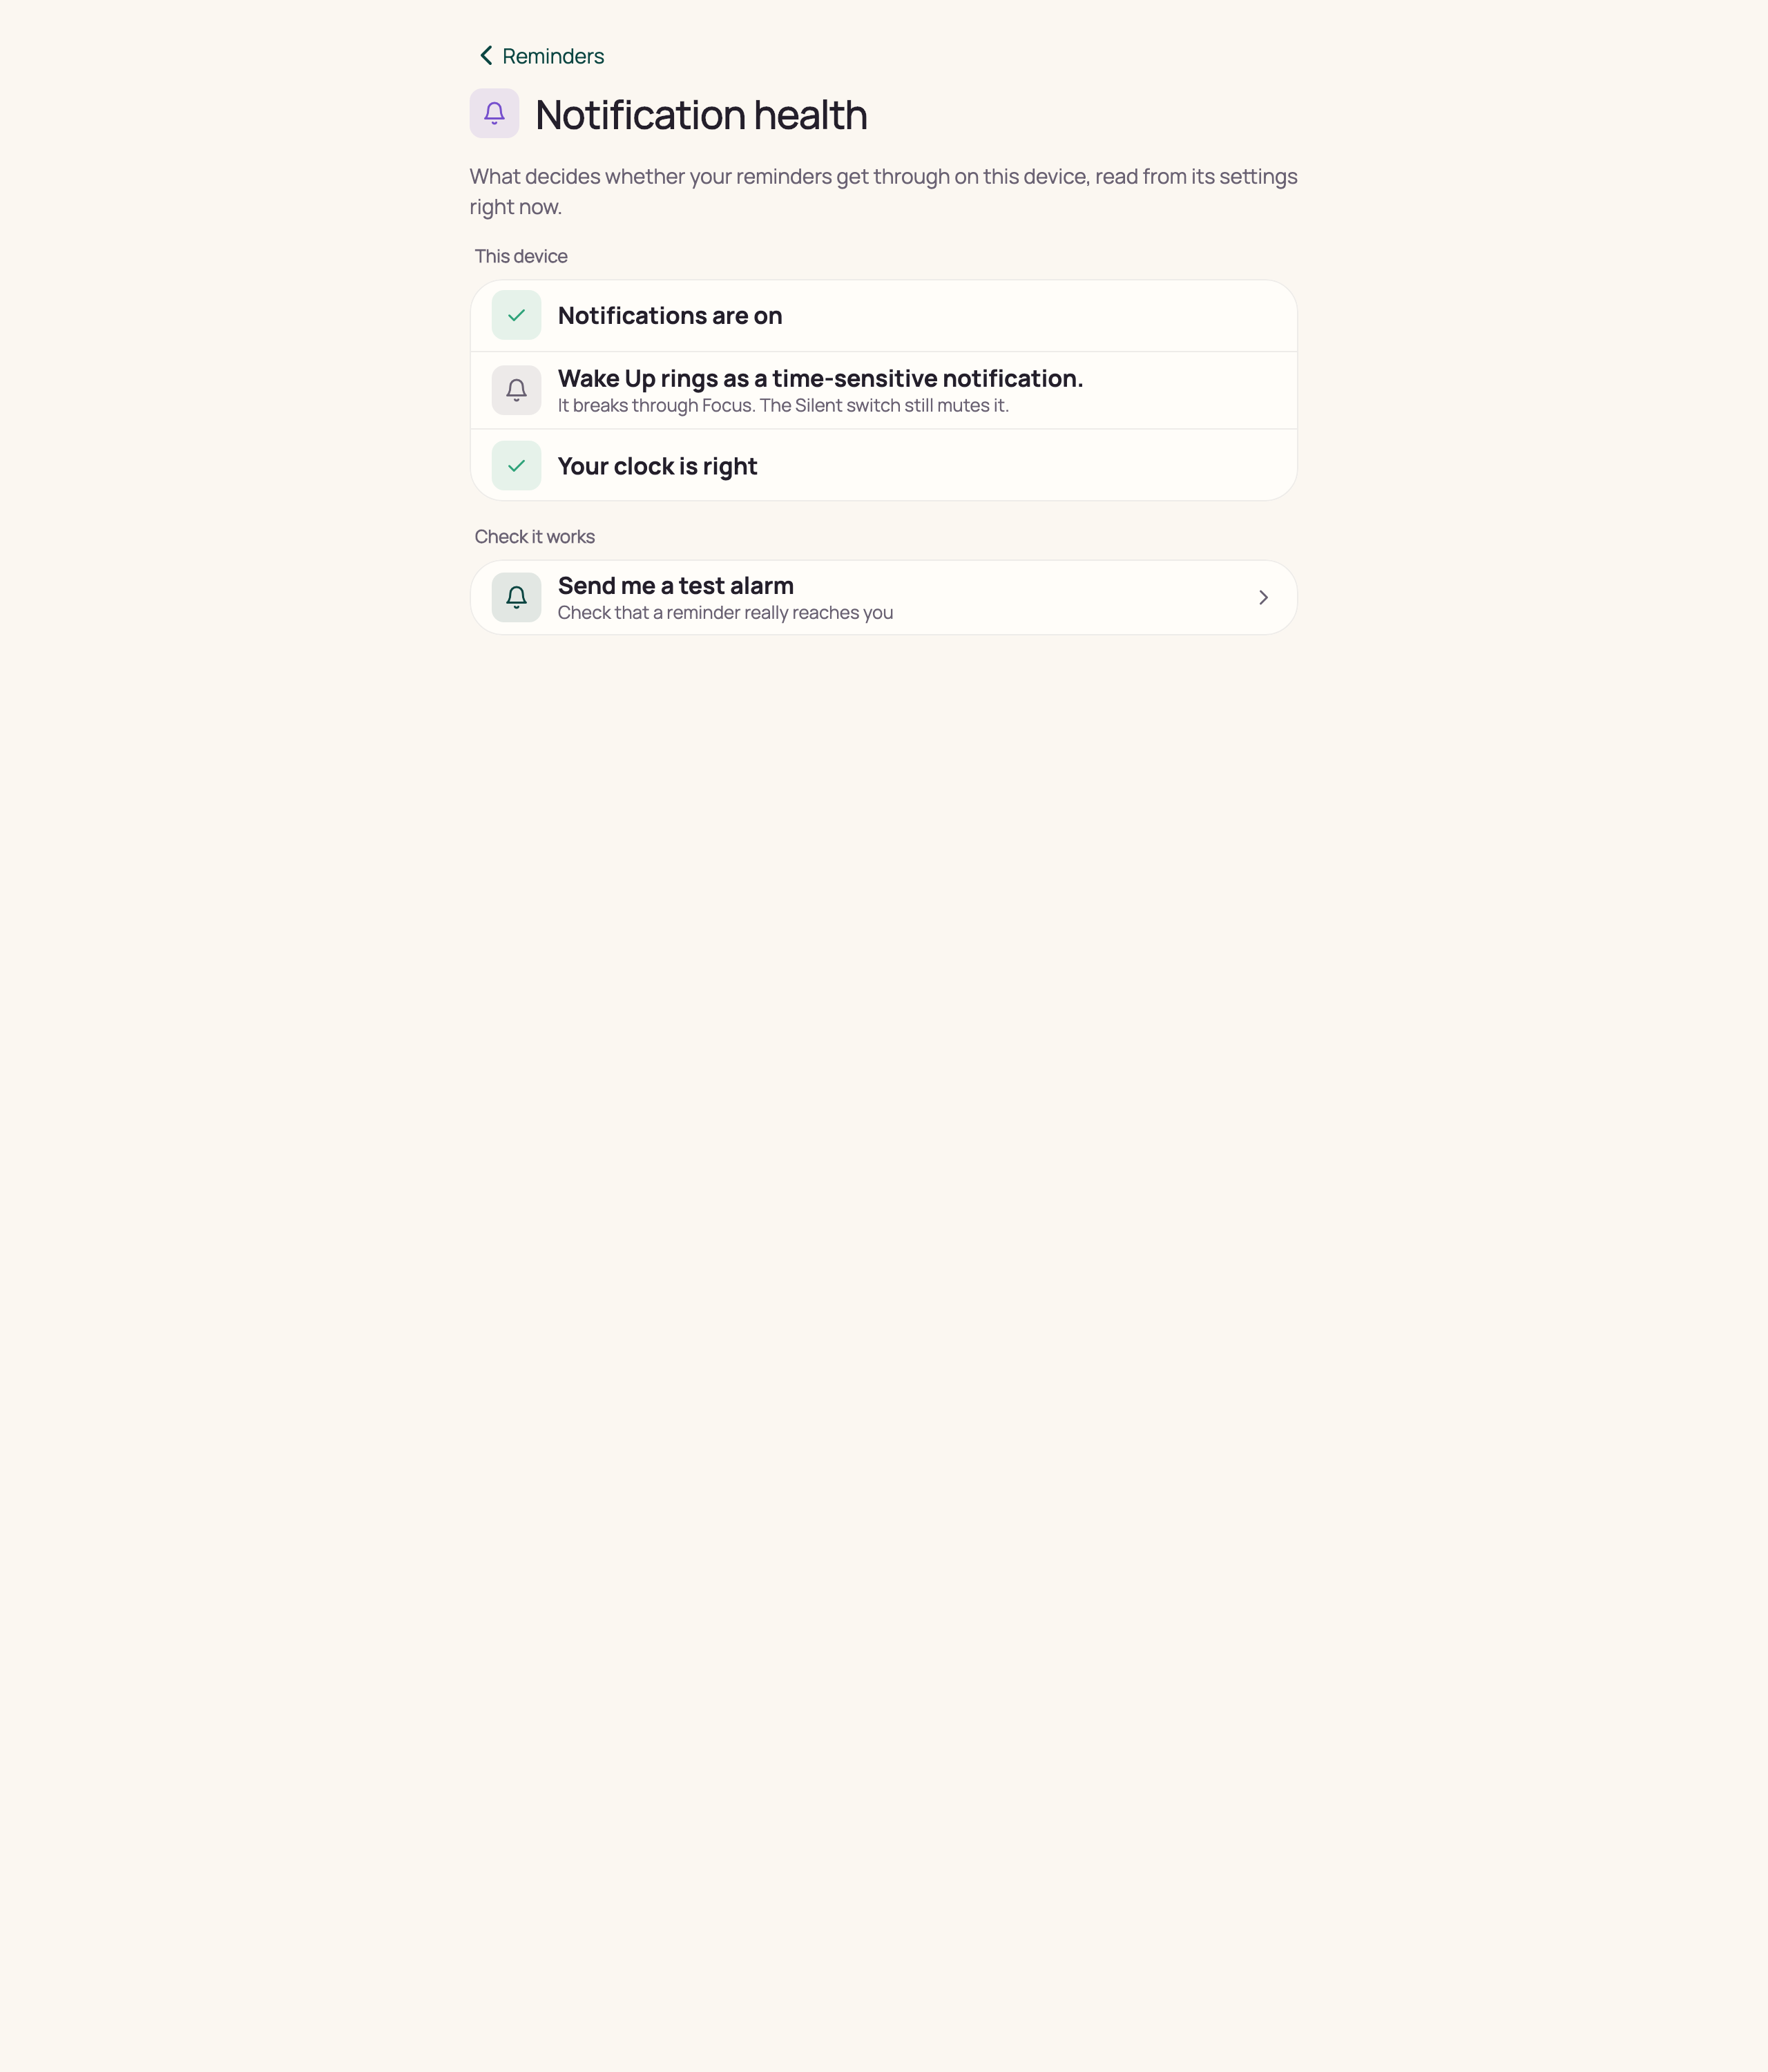 Reminders
Notification health
What decides whether your reminders get through on this device, read from its settings
right now.
This device
Notifications are on
Wake Up rings as a time-sensitive notification.
It breaks through Focus. The Silent switch still mutes it.
Your clock is right
Check it works
Send me a test alarm
Check that a reminder really reaches you